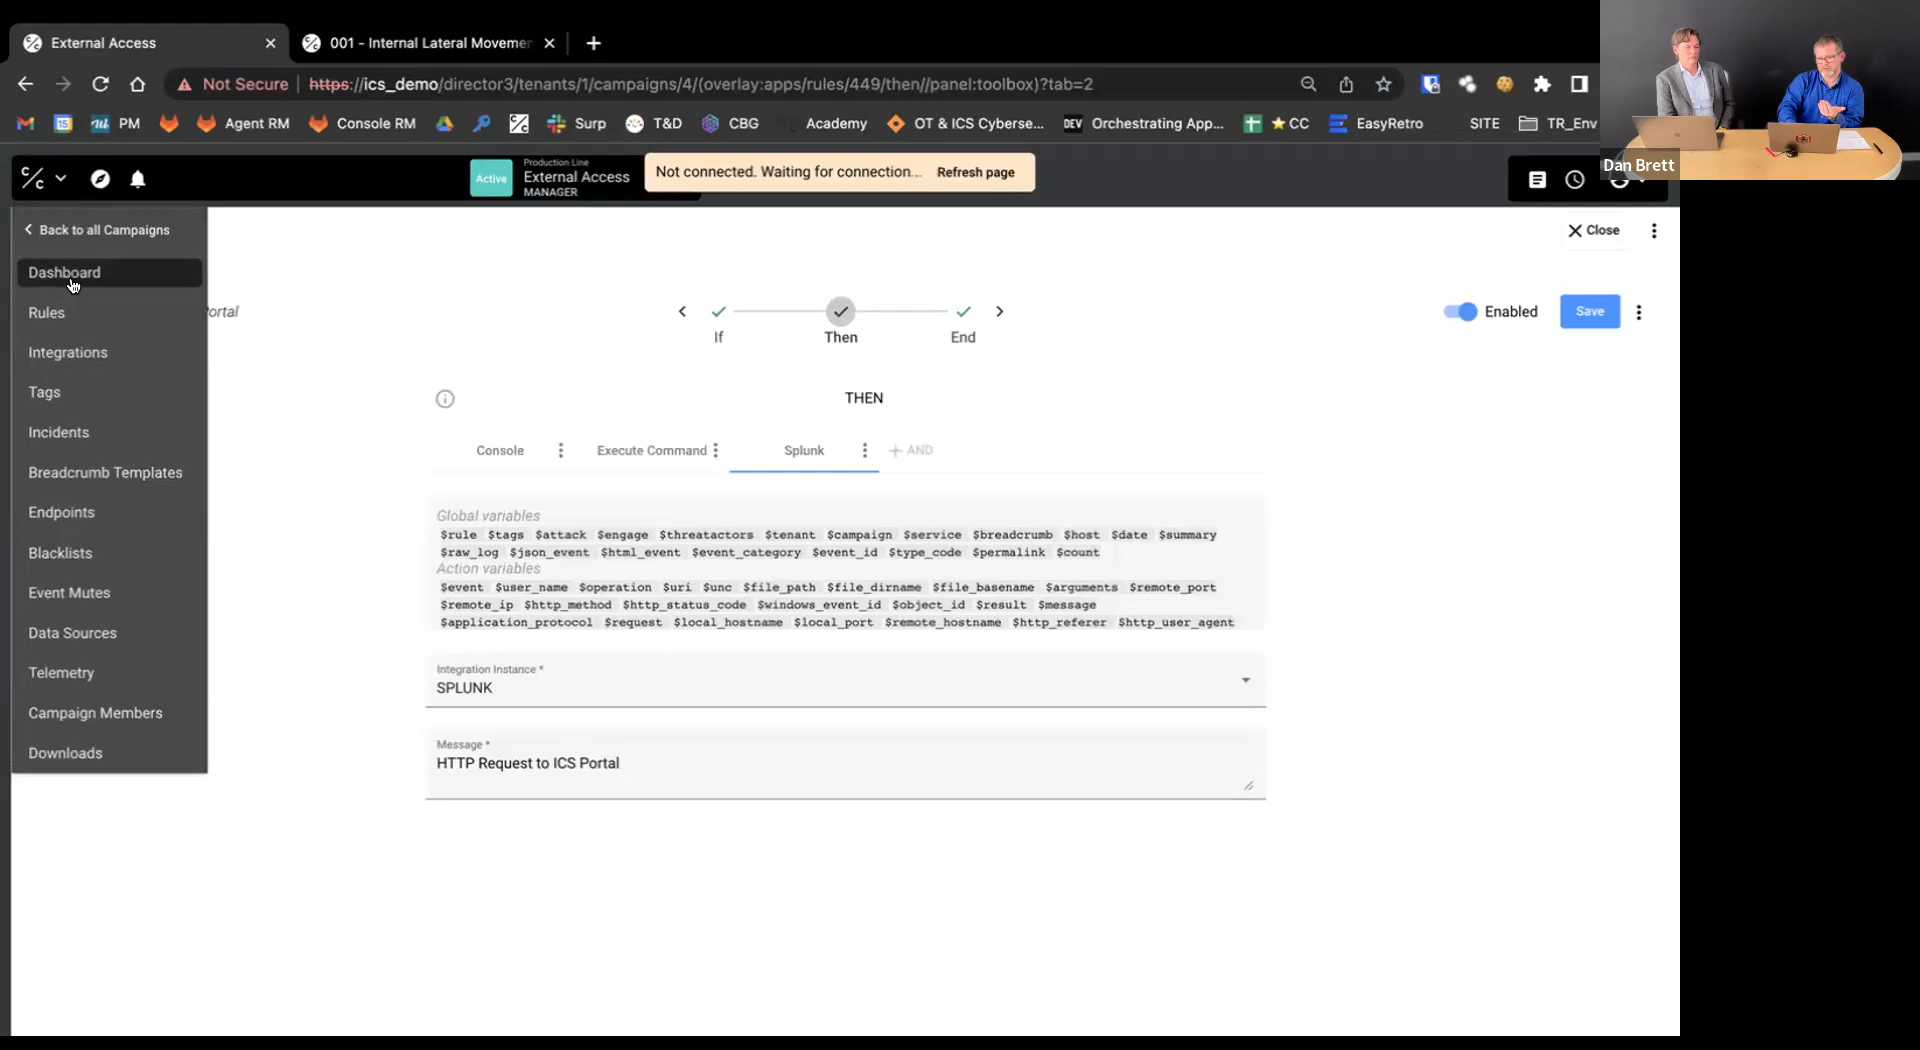 External Access
001 - Internal Lateral Movemen
Not Secure
https://ics_demo/director3/tenants/1/campaigns/4/(overlay:apps/rules/449/then//panel:toolbox)?tab=2
15
PM
Agent RM
Console RM
Surp
T&D
CBG
Academy
OT & ICS Cyberse...
DEV
Orchestrating App...
CC
EasyRetro
SITE
TR_Env
Dan Brett
Active
Production Line
External Access
MANAGER
Not connected. Waiting for connection...
Refresh page
Back to all Campaigns
Dashboard
Rules
Integrations
Tags
Incidents
Breadcrumb Templates
Endpoints
Blacklists
Event Mutes
Data Sources
Telemetry
Campaign Members
Downloads
Close
ortal
If
Then
End
Enabled
Save
THEN
Console
Execute Command
Splunk
+ AND
Global variables
$rule $tags $attack $engage $threatactors $tenant $campaign $service $breadcrumb $host $date $summary
$raw_log $json_event $html_event $event_category $event_id $type_code $permalink $count
Action variables
$event $user_name $operation $uri $unc $file_path $file_dirname $file_basename $arguments $remote_port
$remote_ip $http_method $http_status_code $windows_event_id $object_id $result $message
$application_protocol $request $local_hostname $local_port $remote_hostname $http_referer $http_user_agent
Integration Instance *
SPLUNK
Message *
HTTP Request to ICS Portal